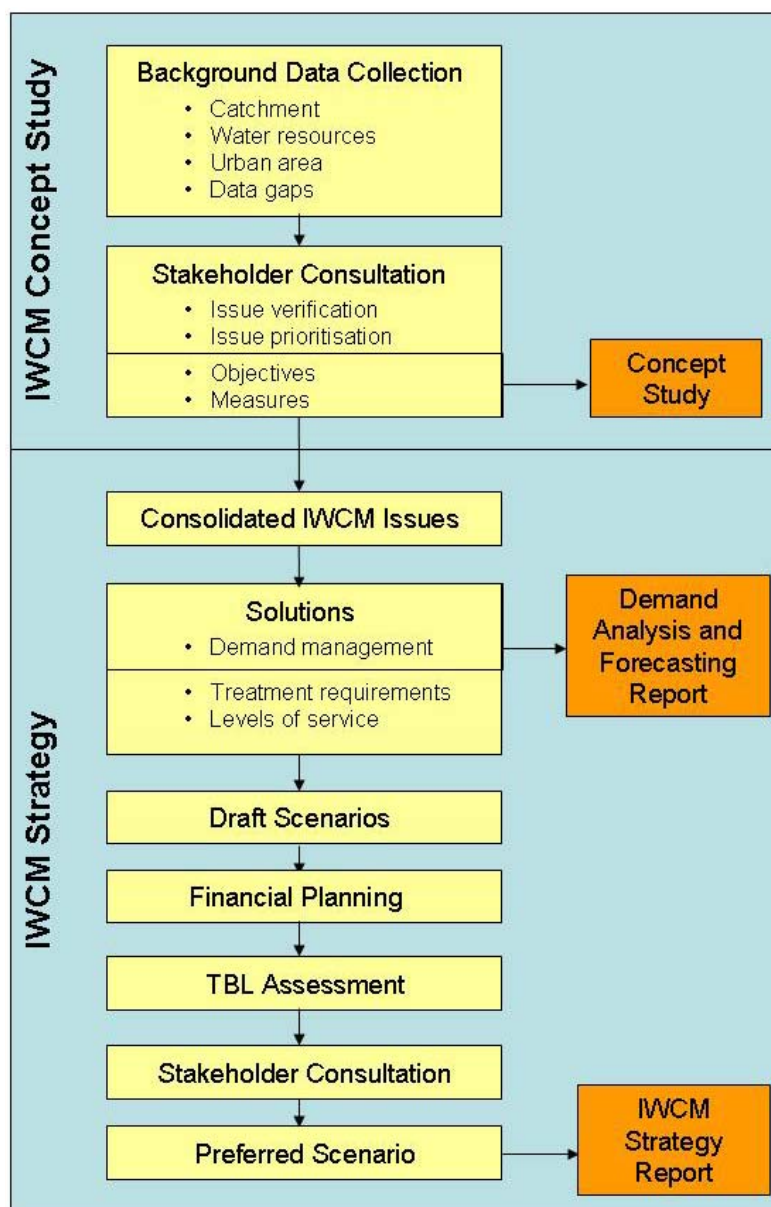 IWCM Concept Study
Background Data Collection
• Catchment
• Water resources
• Urban area
• Data gaps
Stakeholder Consultation
• Issue verification
• Issue prioritisation
• Objectives
• Measures
Concept
Study
IWCM Strategy
Consolidated IWCM Issues
Solutions
• Demand management
• Treatment requirements
• Levels of service
Demand
Analysis and
Forecasting
Report
Draft Scenarios
Financial Planning
TBL Assessment
Stakeholder Consultation
Preferred Scenario
IWCM
Strategy
Report